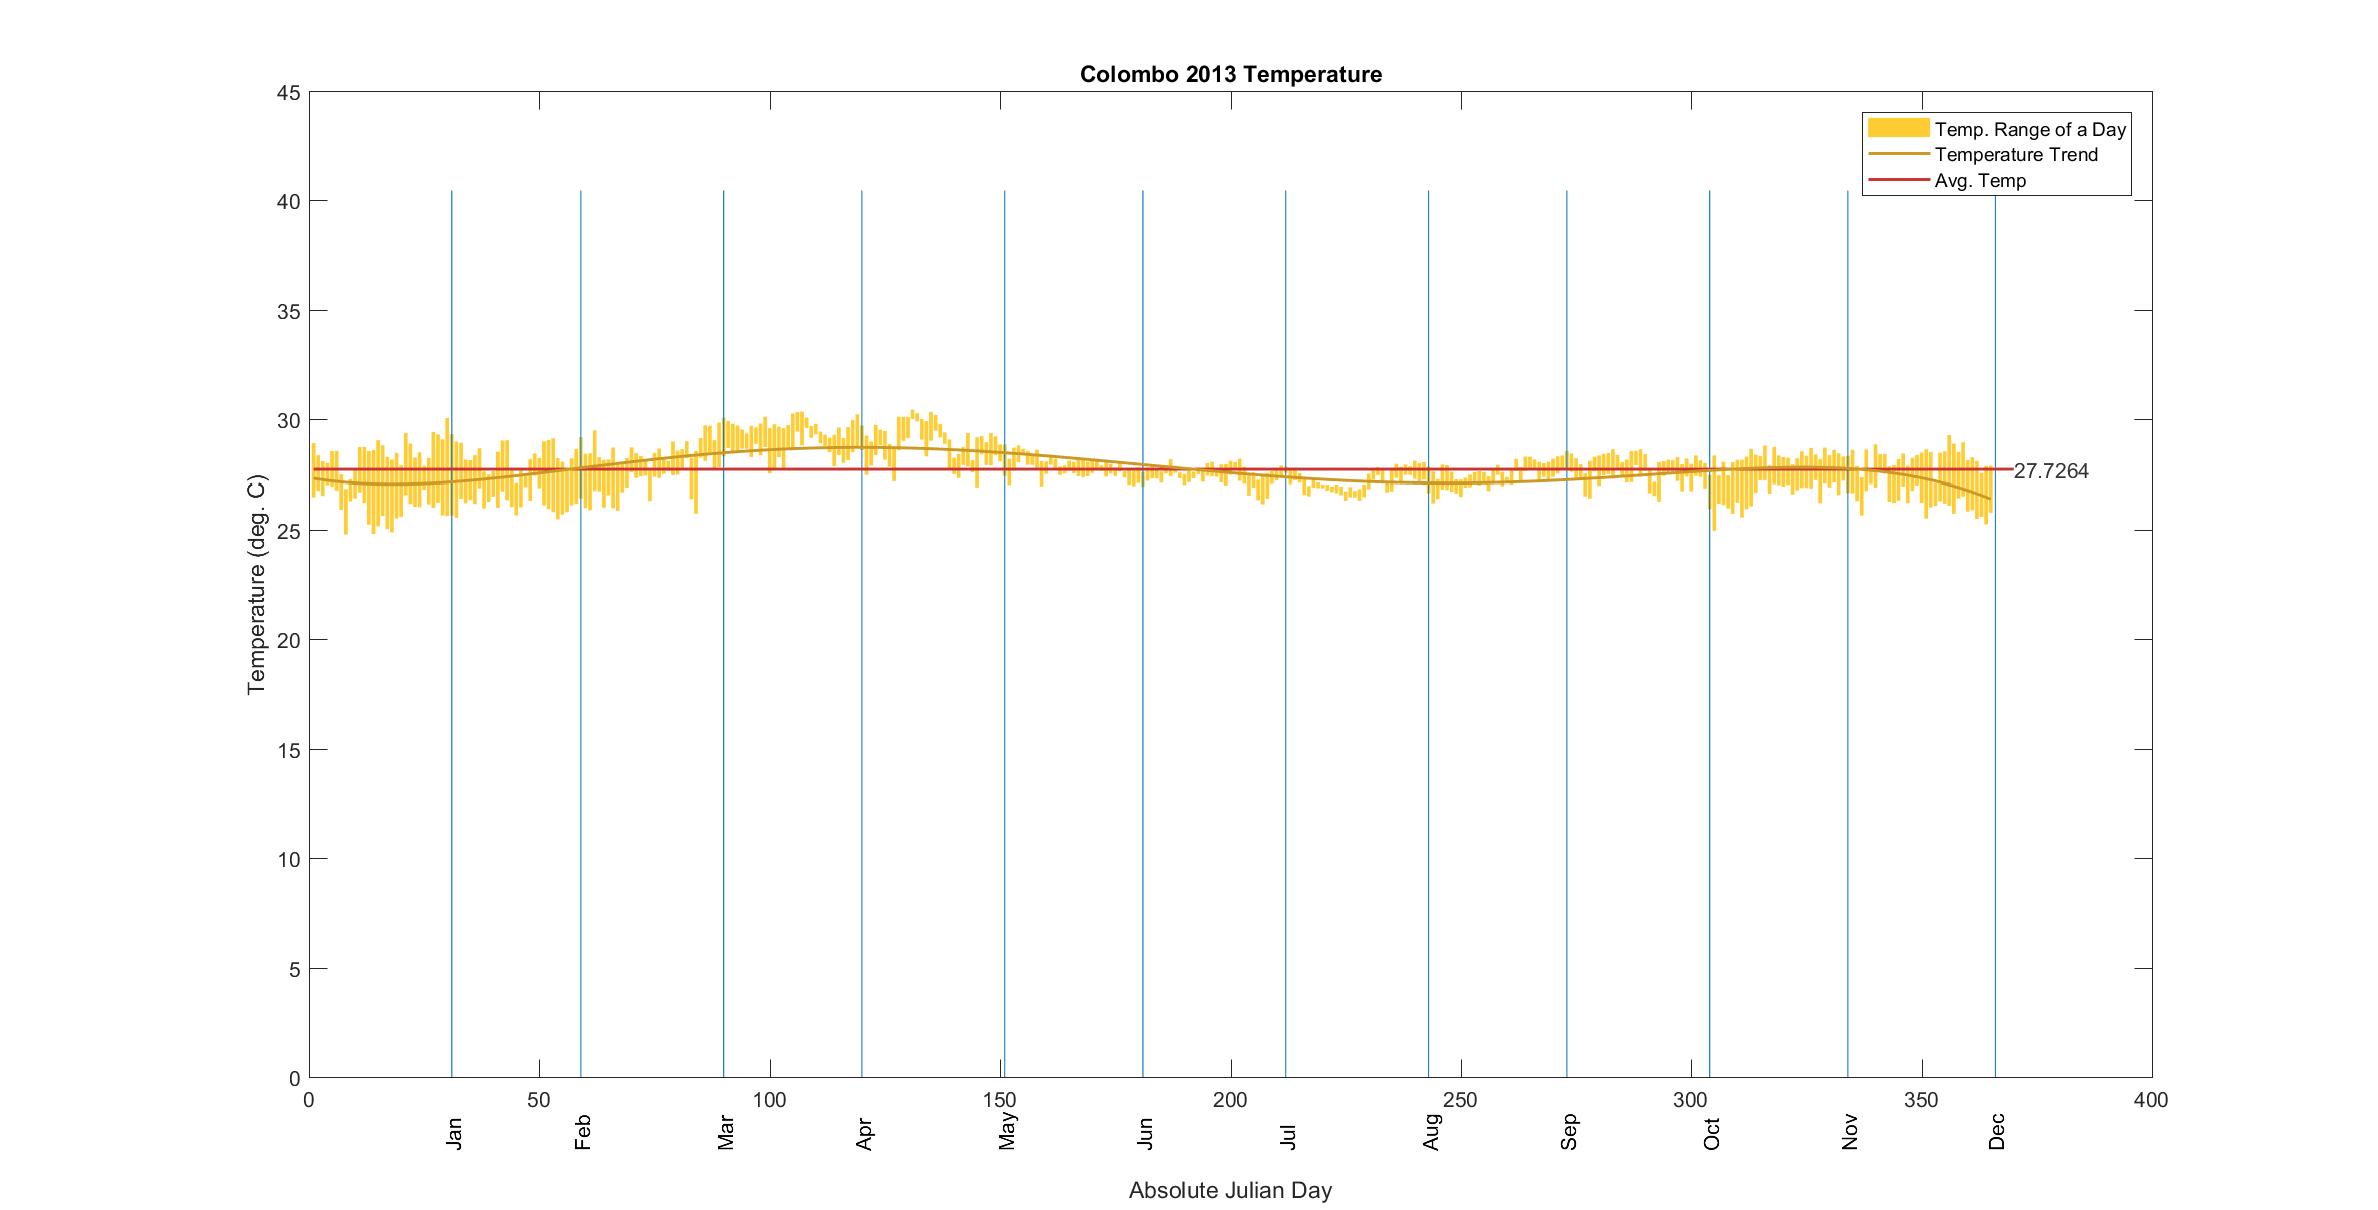 Colombo 2013 Temperature
45
40
35
30
25
20
15
10
5
0
Temperature (deg. C)
Temp. Range of a Day
Temperature Trend
Avg. Temp
27.7264
0 50 100 150 200 250 300 350 400
Jan Feb Mar Apr May Jun Jul Aug Sep Oct Nov Dec
Absolute Julian Day